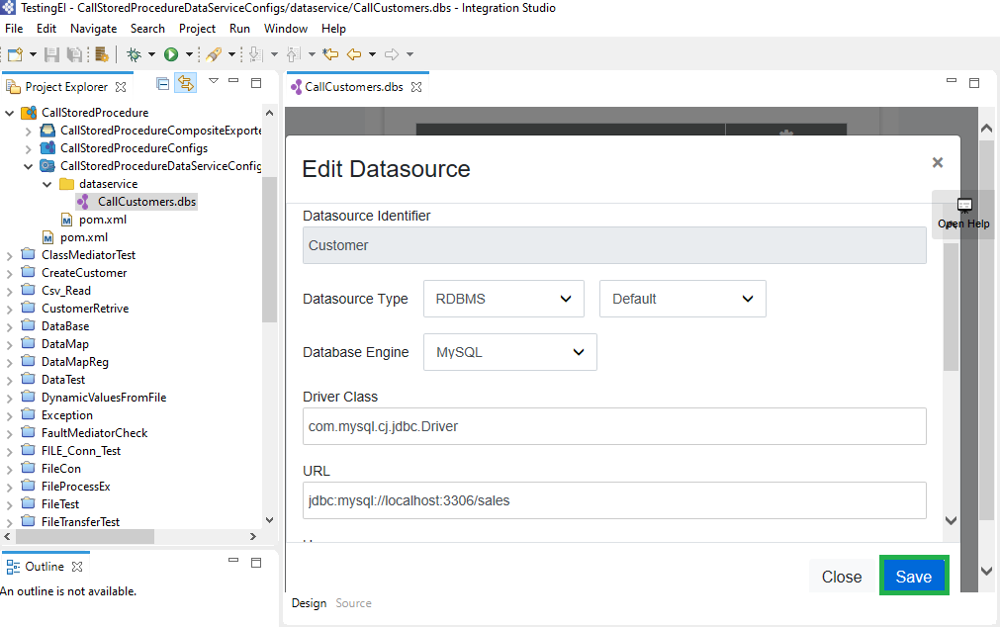 TestingEI - CallStoredProcedureDataServiceConfigs/dataservice/CallCustomers.dbs - Integration Studio
File Edit Navigate Search Project Run Window Help
Project Explorer
CallStoredProcedure
CallStoredProcedureCompositeExporte
CallStoredProcedureConfigs
CallStoredProcedureDataServiceConfig
dataservice
CallCustomers.dbs
pom.xml
pom.xml
ClassMediatorTest
CreateCustomer
Csv_Read
CustomerRetrive
DataBase
DataMap
DataMapReg
DataTest
DynamicValuesFromFile
Exception
FaultMediatorCheck
FILE_Conn_Test
FileCon
FileProcessEx
FileTest
FileTransferTest
Outline
An outline is not available.
CallCustomers.dbs
Edit Datasource
×
Open Help
Datasource Identifier
Customer
Datasource Type RDBMS Default
Database Engine MySQL
Driver Class
com.mysql.cj.jdbc.Driver
URL
jdbc:mysql://localhost:3306/sales
Close Save
Design Source